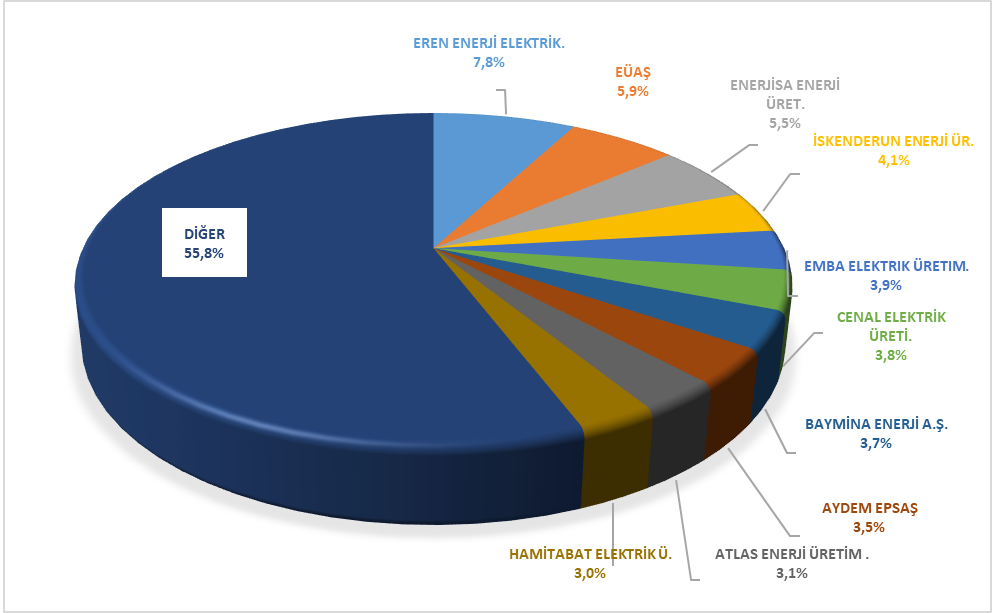 EREN ENERJİ ELEKTRİK.
7,8%
EÜAŞ
5,9%
ENERJİSA ENERJİ
ÜRET.
5,5%
İSKENDERUN ENERJİ ÜR.
4,1%
EMBA ELEKTRIK ÜRETIM.
3,9%
CENAL ELEKTRİK
ÜRETİ.
3,8%
BAYMİNA ENERJİ A.Ş.
3,7%
AYDEM EPSAŞ
3,5%
ATLAS ENERJİ ÜRETİM .
3,1%
HAMİTABAT ELEKTRİK Ü.
3,0%
DİĞER
55,8%